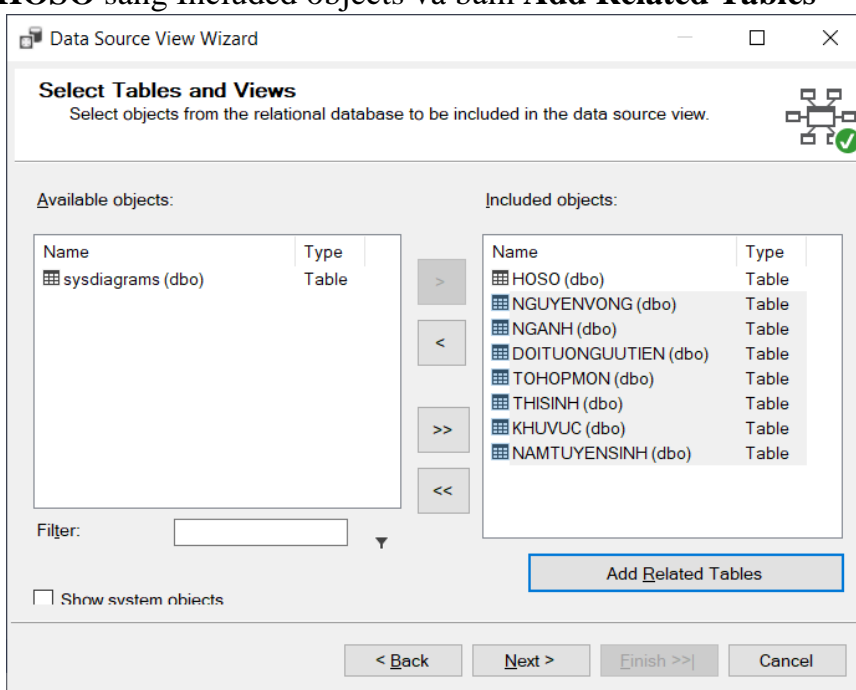 HOSO sang Included objects và bấm Add Related Tables
Data Source View Wizard
Select Tables and Views
Select objects from the relational database to be included in the data source view.
Available objects:
Included objects:
Name Type
sysdiagrams (dbo) Table
>
<
>>
<<
Name Type
HOSO (dbo) Table
NGUYENVONG (dbo) Table
NGANH (dbo) Table
DOITUONGUUTIEN (dbo) Table
TOHOPMON (dbo) Table
THISINH (dbo) Table
KHUVUC (dbo) Table
NAMTUYENSINH (dbo) Table
Filter:
Add Related Tables
Show system objects
< Back Next > Finish >>| Cancel